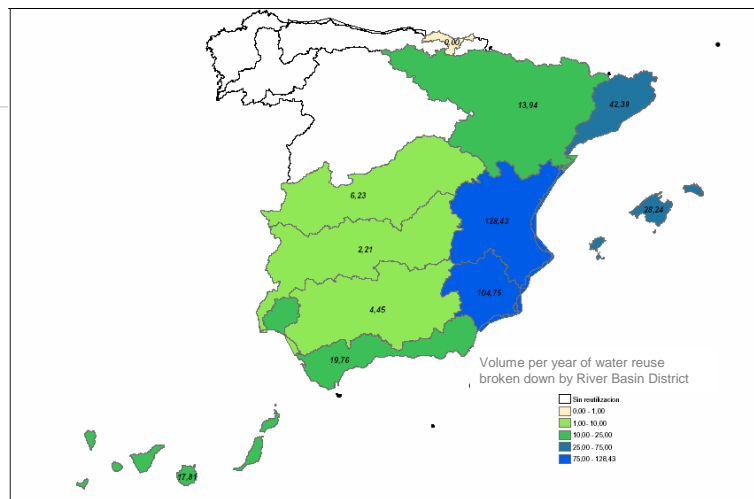 0,00
13,94
42,39
6,23
128,43
28,24
2,21
104,75
4,45
19,76
17,81
Volume per year of water reuse
broken down by River Basin District
Sin reutilizacion
0,00 - 1,00
1,00 - 10,00
10,00 - 25,00
25,00 - 75,00
75,00 - 128,43